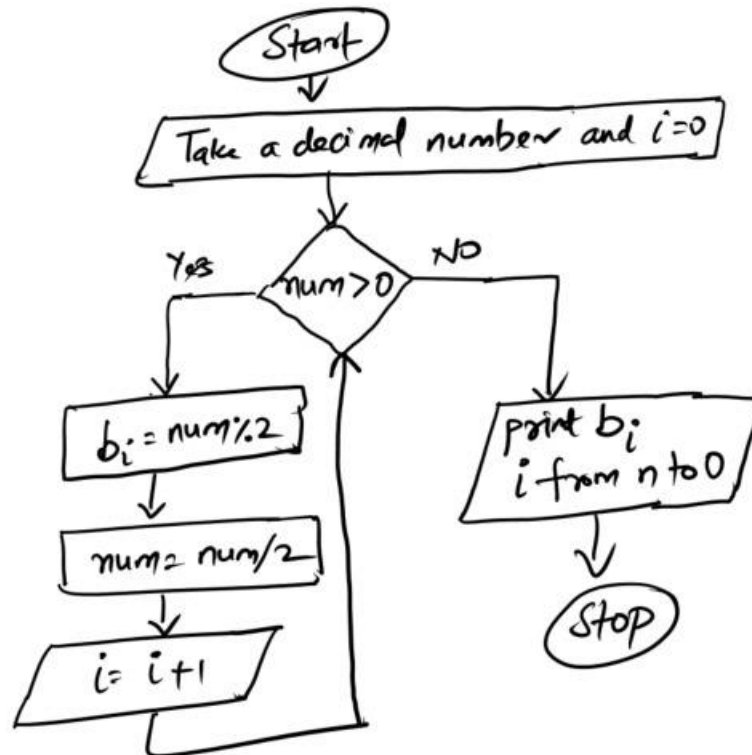 Start
Take a decimal number and i=0
num>0
Yes
NO
bi = num%2
num= num/2
i= i+1
print bi
i from n to 0
Stop